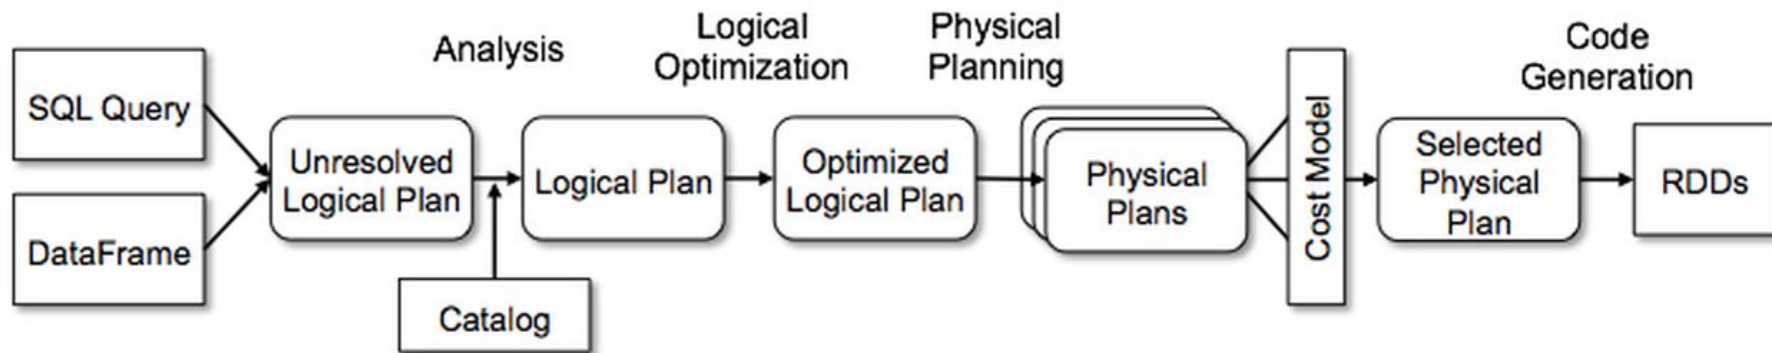 Analysis
Logical
Optimization
Physical
Planning
Code
Generation
SQL Query
DataFrame
Unresolved
Logical Plan
Catalog
Logical Plan
Optimized
Logical Plan
Physical
Plans
Cost Model
Selected
Physical
Plan
RDDs